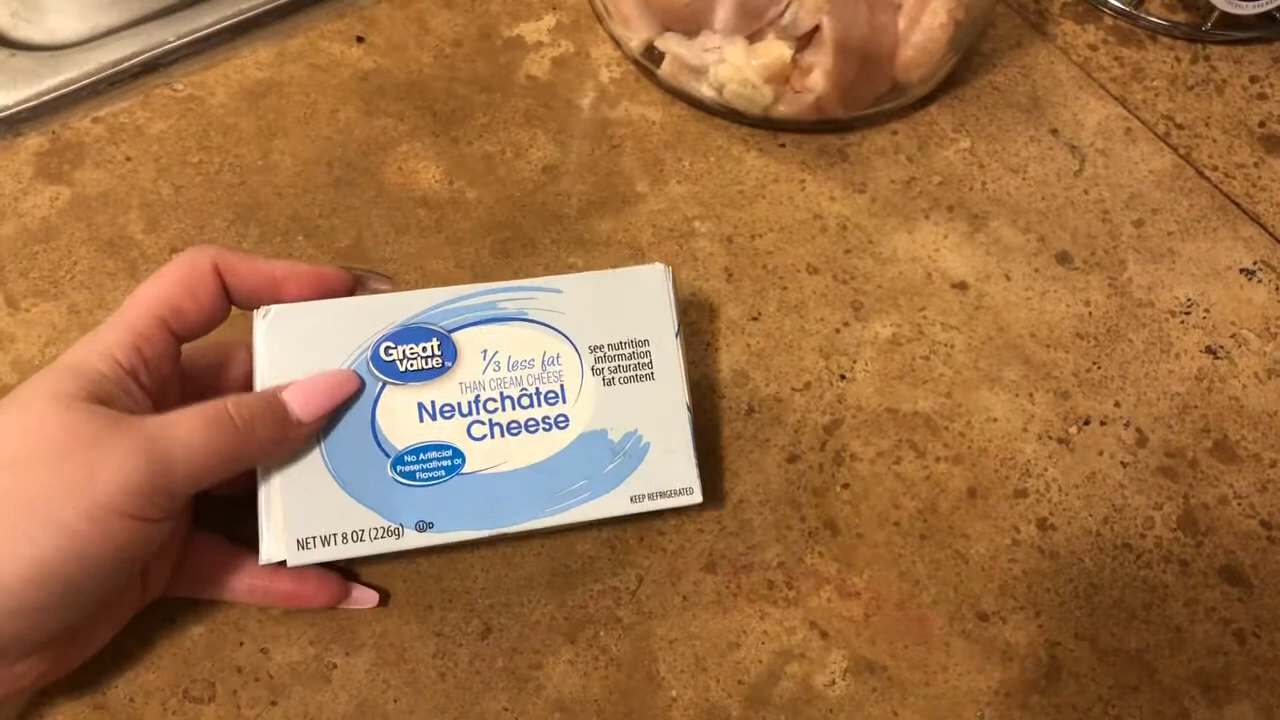 Great
Value™
1/3 less fat
THAN CREAM CHEESE
Neufchâtel
Cheese
No Artificial
Preservatives or
Flavors
see nutrition
information
for saturated
fat content
KEEP REFRIGERATED
NET WT 8 OZ (226g)
U D